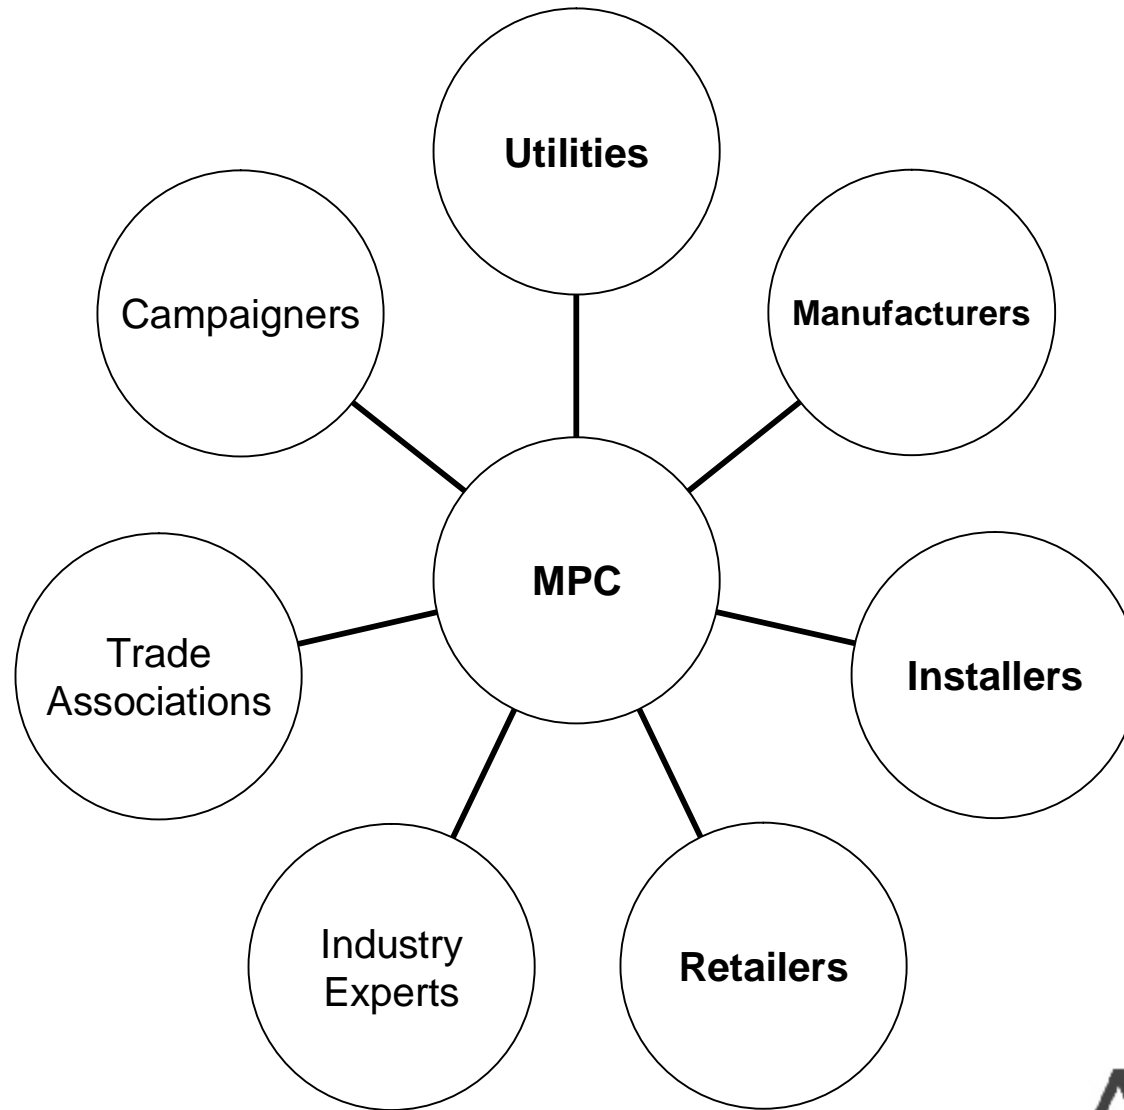 Utilities
Campaigners
Manufacturers
MPC
Trade
Associations
Installers
Industry
Experts
Retailers